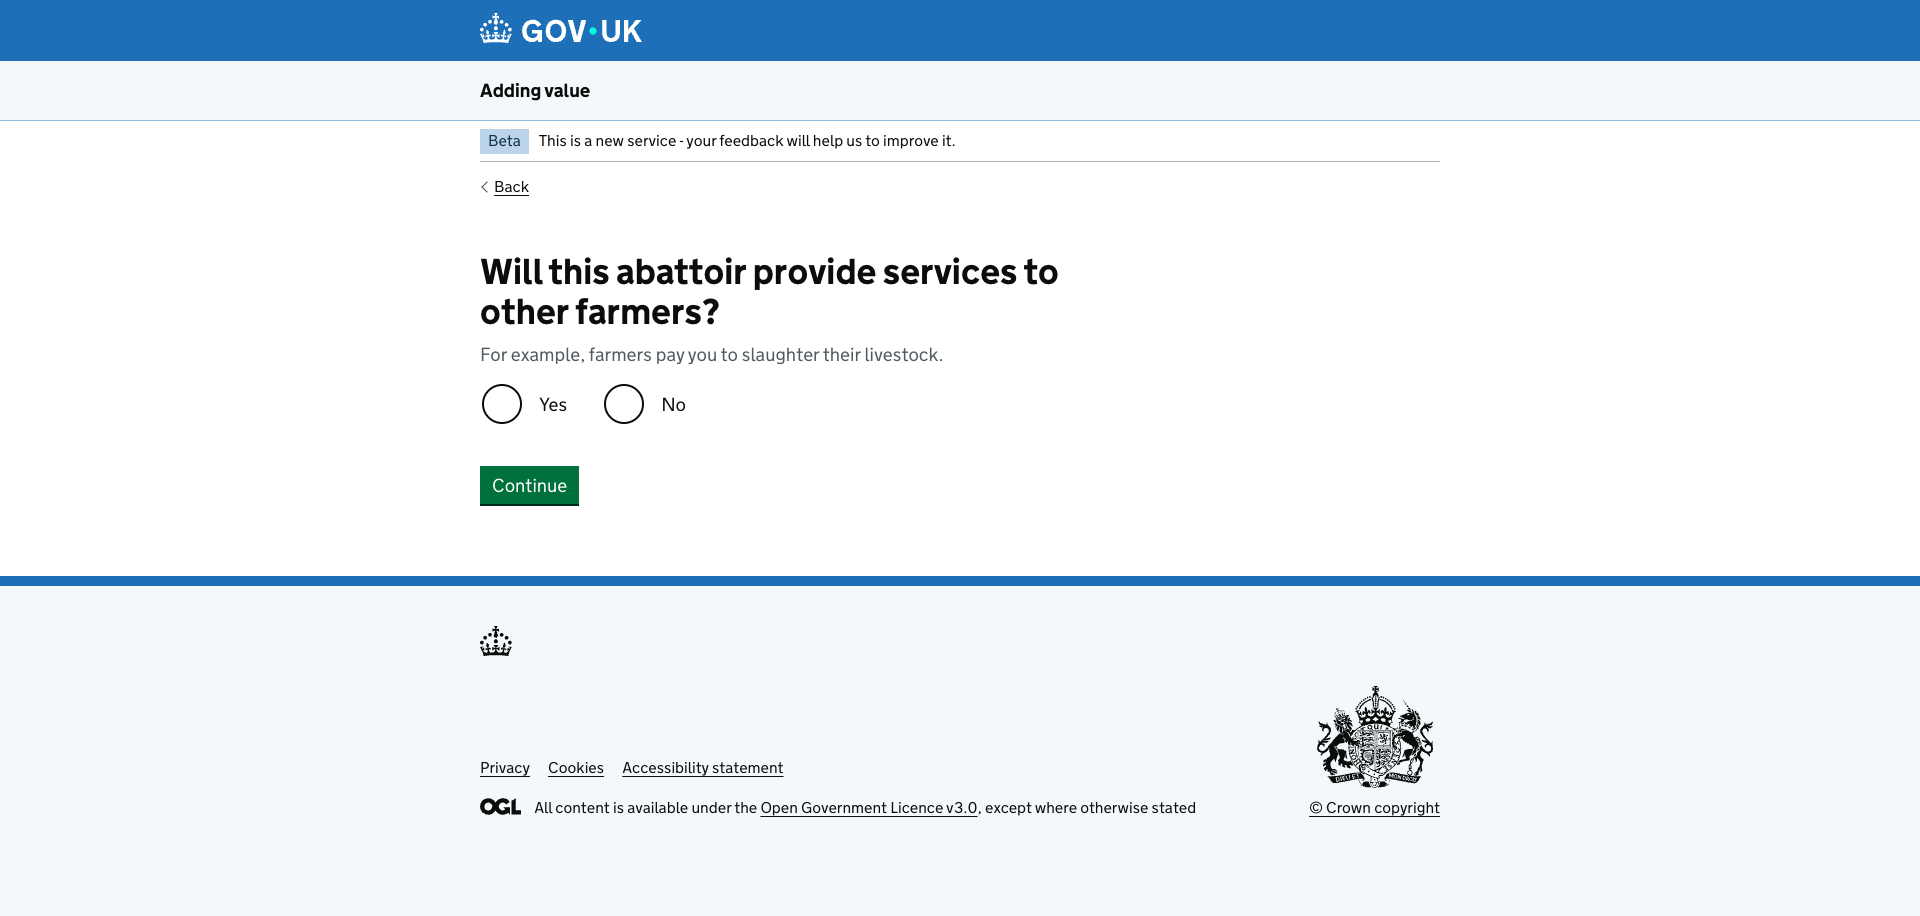 GOV·UK
Adding value
Beta This is a new service - your feedback will help us to improve it.
Back
Will this abattoir provide services to
other farmers?
For example, farmers pay you to slaughter their livestock.
Yes No
Continue
Privacy Cookies Accessibility statement
OGL All content is available under the Open Government Licence v3.0, except where otherwise stated
© Crown copyright